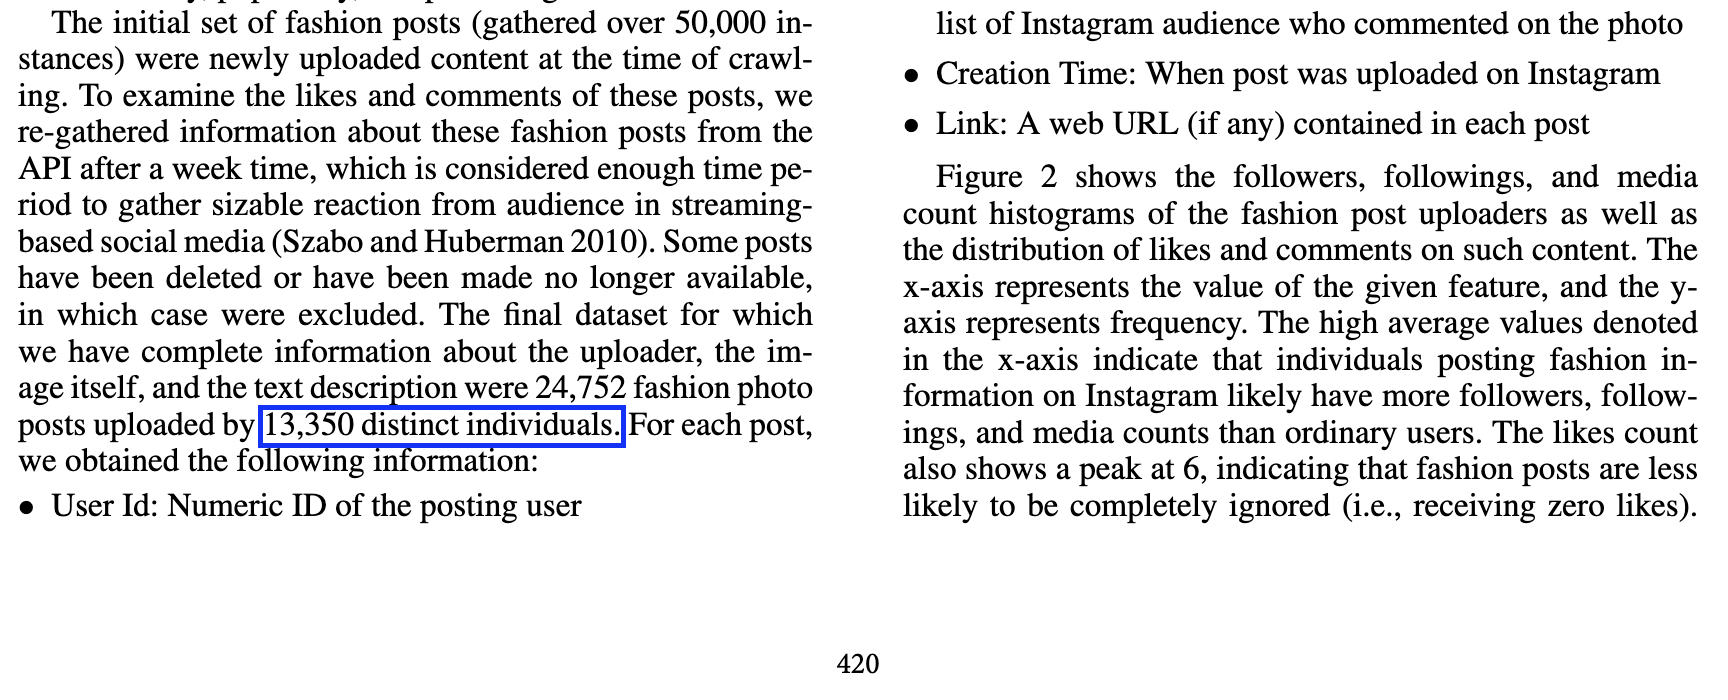 The initial set of fashion posts (gathered over 50,000 in-
stances) were newly uploaded content at the time of crawl-
ing. To examine the likes and comments of these posts, we
re-gathered information about these fashion posts from the
API after a week time, which is considered enough time pe-
riod to gather sizable reaction from audience in streaming-
based social media (Szabo and Huberman 2010). Some posts
have been deleted or have been made no longer available,
in which case were excluded. The final dataset for which
we have complete information about the uploader, the im-
age itself, and the text description were 24,752 fashion photo
posts uploaded by 13,350 distinct individuals. For each post,
we obtained the following information:
• User Id: Numeric ID of the posting user
list of Instagram audience who commented on the photo
• Creation Time: When post was uploaded on Instagram
• Link: A web URL (if any) contained in each post
Figure 2 shows the followers, followings, and media
count histograms of the fashion post uploaders as well as
the distribution of likes and comments on such content. The
x-axis represents the value of the given feature, and the y-
axis represents frequency. The high average values denoted
in the x-axis indicate that individuals posting fashion in-
formation on Instagram likely have more followers, follow-
ings, and media counts than ordinary users. The likes count
also shows a peak at 6, indicating that fashion posts are less
likely to be completely ignored (i.e., receiving zero likes).
420